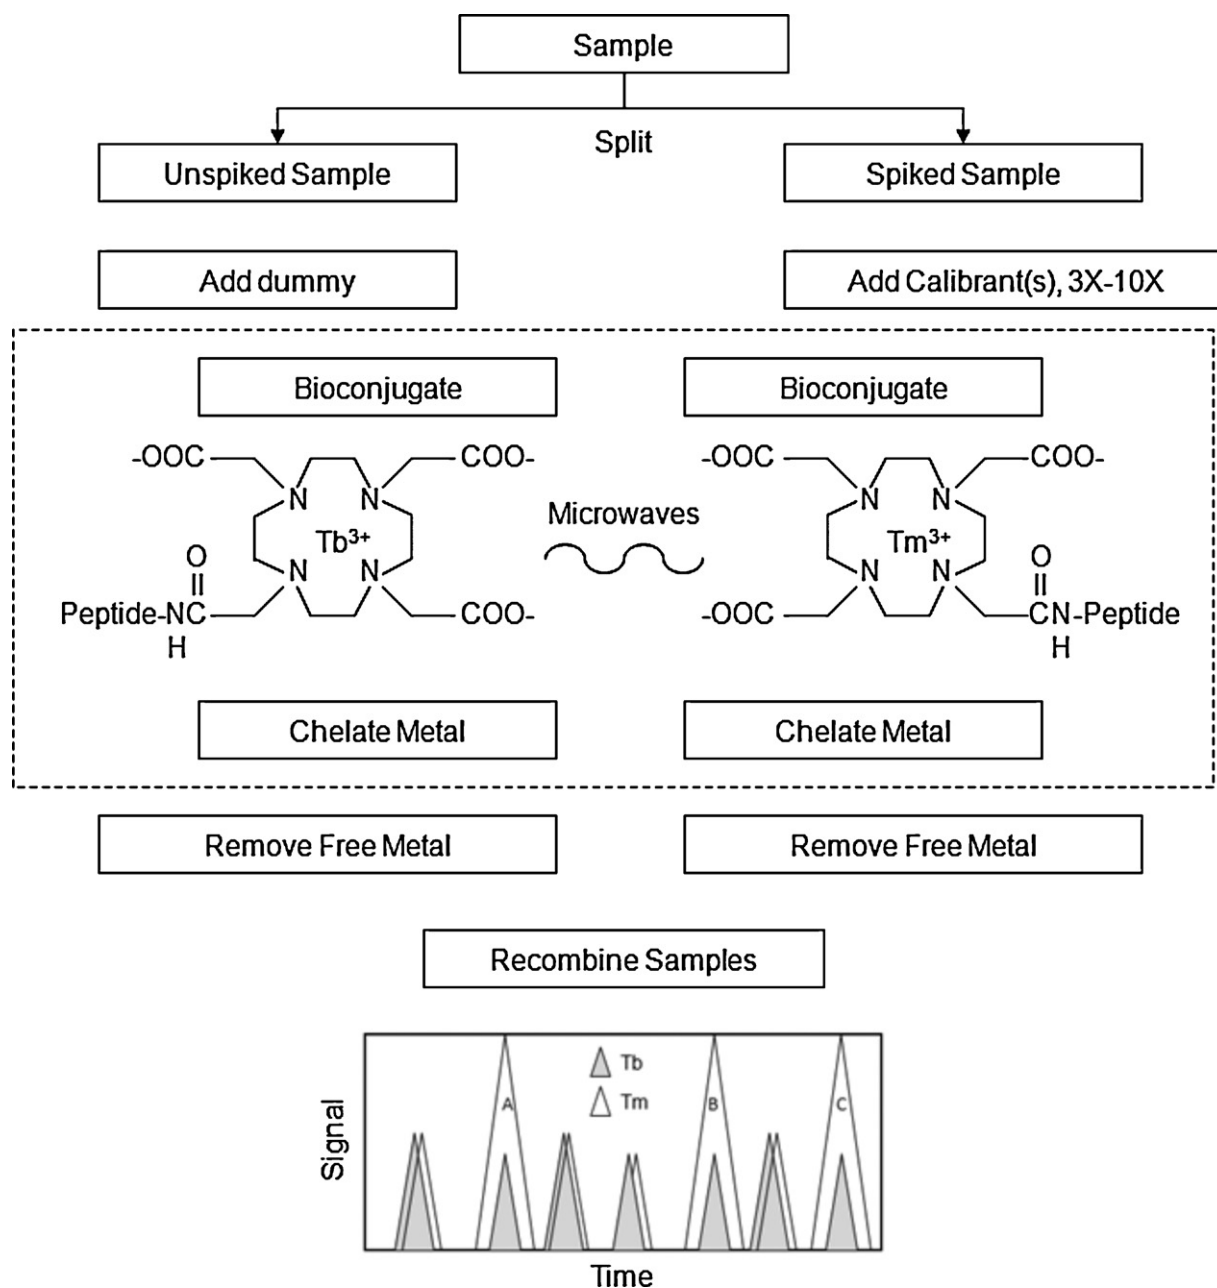 Sample
Split
Unspiked Sample
Spiked Sample
Add dummy
Add Calibrant(s), 3X-10X
Bioconjugate
Bioconjugate
-OOC COO-
-OOC COO-
N N
N N
Microwaves
Tb³⁺
Tm³⁺
N N
N N
O
O
Peptide-NC COO-
H
-OOC CN-Peptide
H
Chelate Metal
Chelate Metal
Remove Free Metal
Remove Free Metal
Recombine Samples
Signal
Tb
Tm
A
B
C
Time